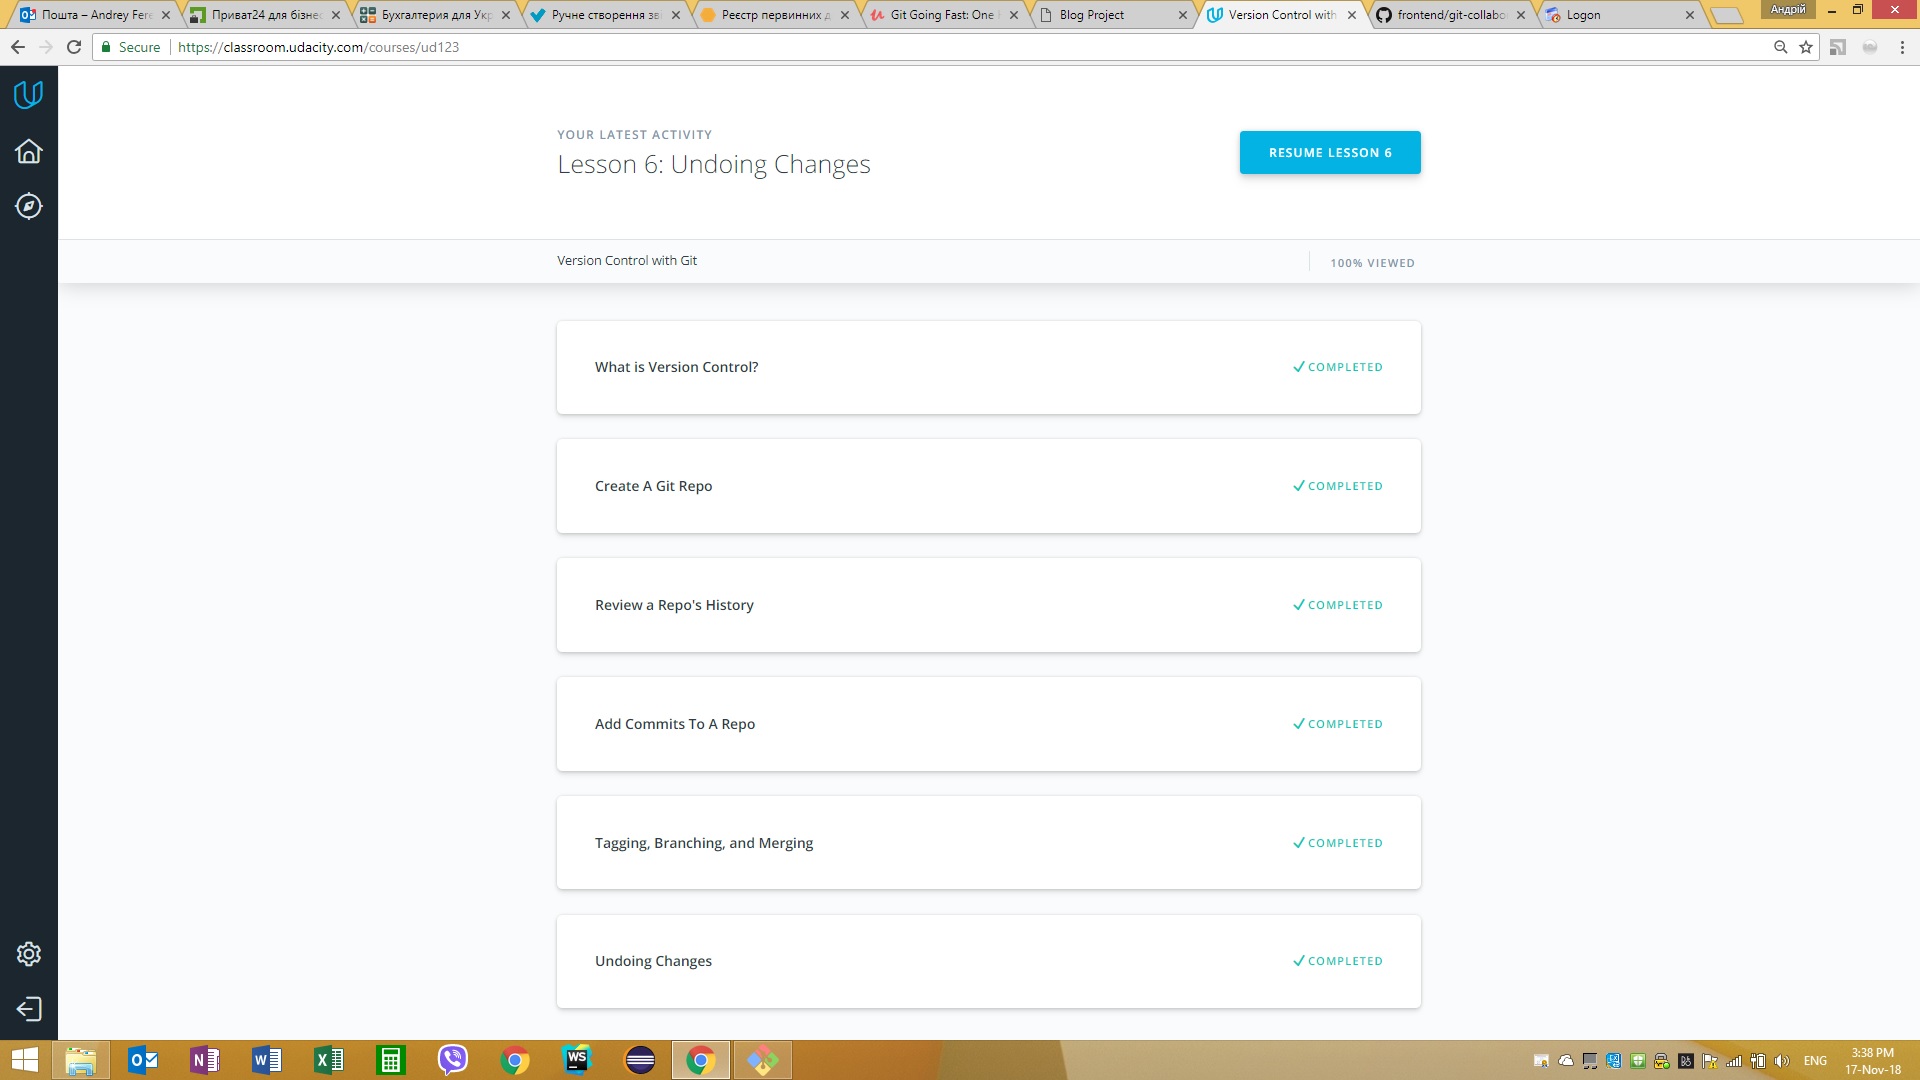 Пошта – Andrey Fere
Приват24 для бізнес
Бухгалтерия для Укр
Ручне створення зві
Реєстр первинних д
Git Going Fast: One
Blog Project
Version Control with
frontend/git-collabo
Logon
Андрій
Secure
https://classroom.udacity.com/courses/ud123
YOUR LATEST ACTIVITY
Lesson 6: Undoing Changes
RESUME LESSON 6
Version Control with Git
100% VIEWED
What is Version Control?
COMPLETED
Create A Git Repo
COMPLETED
Review a Repo's History
COMPLETED
Add Commits To A Repo
COMPLETED
Tagging, Branching, and Merging
COMPLETED
Undoing Changes
COMPLETED
ENG
3:38 PM
17-Nov-18